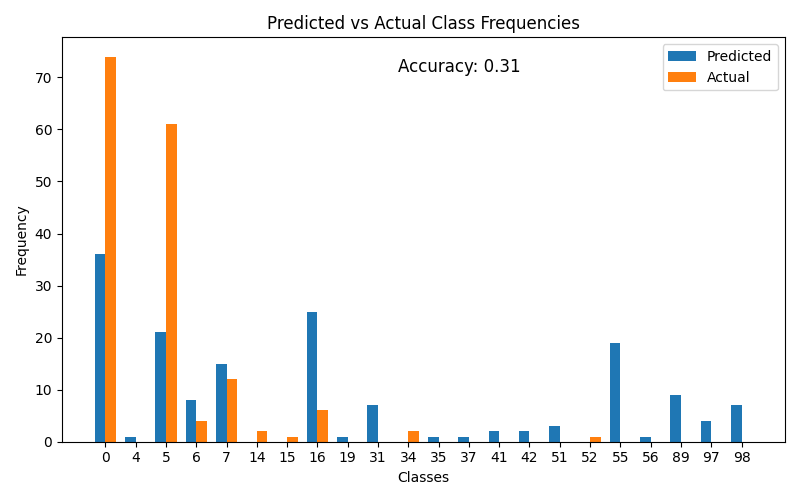 Predicted vs Actual Class Frequencies
Accuracy: 0.31
Predicted
Actual
Frequency
70
60
50
40
30
20
10
0
0 4 5 6 7 14 15 16 19 31 34 35 37 41 42 51 52 55 56 89 97 98
Classes